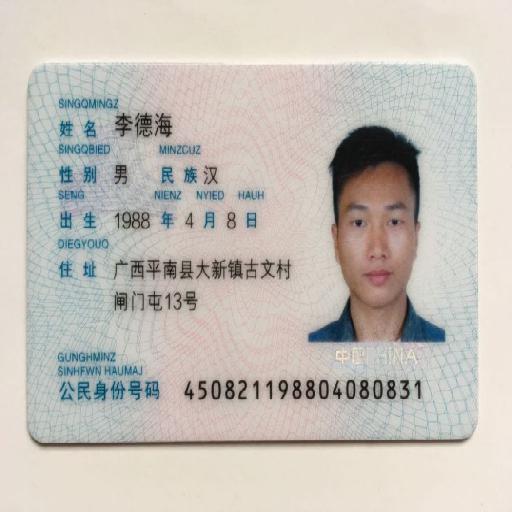 SINGQMINGZ
姓名 李德海
SINGQBIED MINZCUZ
性别 男 民族 汉
SENG NIENZ NYIED HAUH
出生 1988 年 4 月 8 日
DIEGYOUQ
住址 广西平南县大新镇古文村
闸门屯13号
中国 CHINA
GUNGHMINZ
SINHFWN HAUMAJ
公民身份号码 450821198804080831